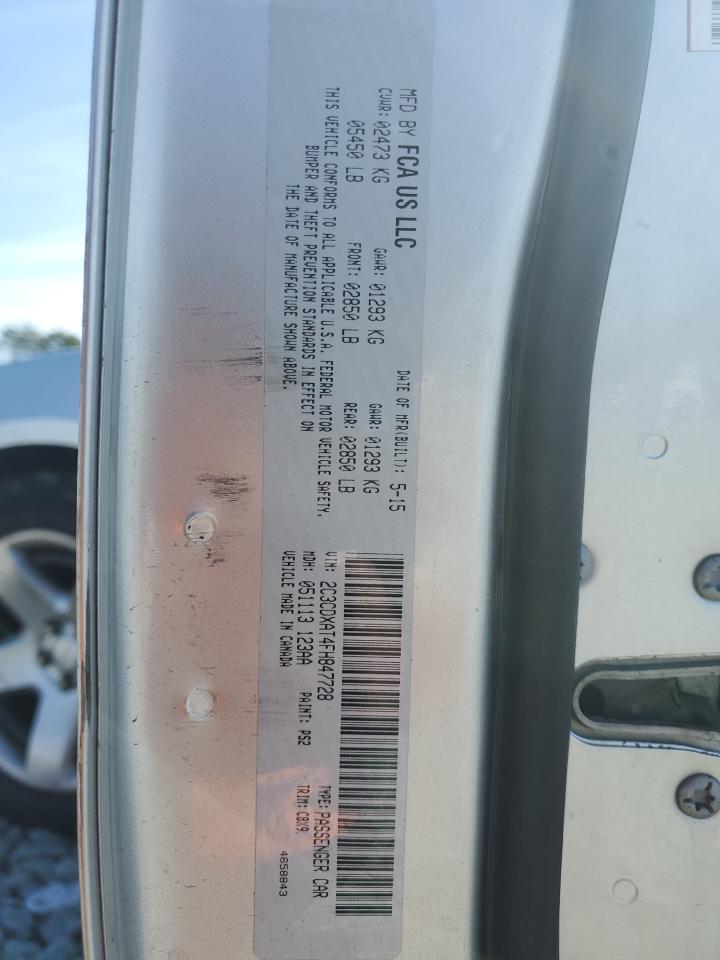 MFD BY FCA US LLC
DATE OF MFR(BUILT): 5-15
GVWR: 02473 KG GAWR: 01293 KG GAWR: 01293 KG
05450 LB FRONT: 02850 LB REAR: 02850 LB
THIS VEHICLE CONFORMS TO ALL APPLICABLE U.S.A. FEDERAL MOTOR VEHICLE SAFETY,
BUMPER AND THEFT PREVENTION STANDARDS IN EFFECT ON
THE DATE OF MANUFACTURE SHOWN ABOVE.
VIN: 2C3CDXAT4FH847728 TYPE: PASSENGER CAR
MDH: 051113 123AA PAINT: PS2 TRIM: CBX9
VEHICLE MADE IN CANADA 4658843